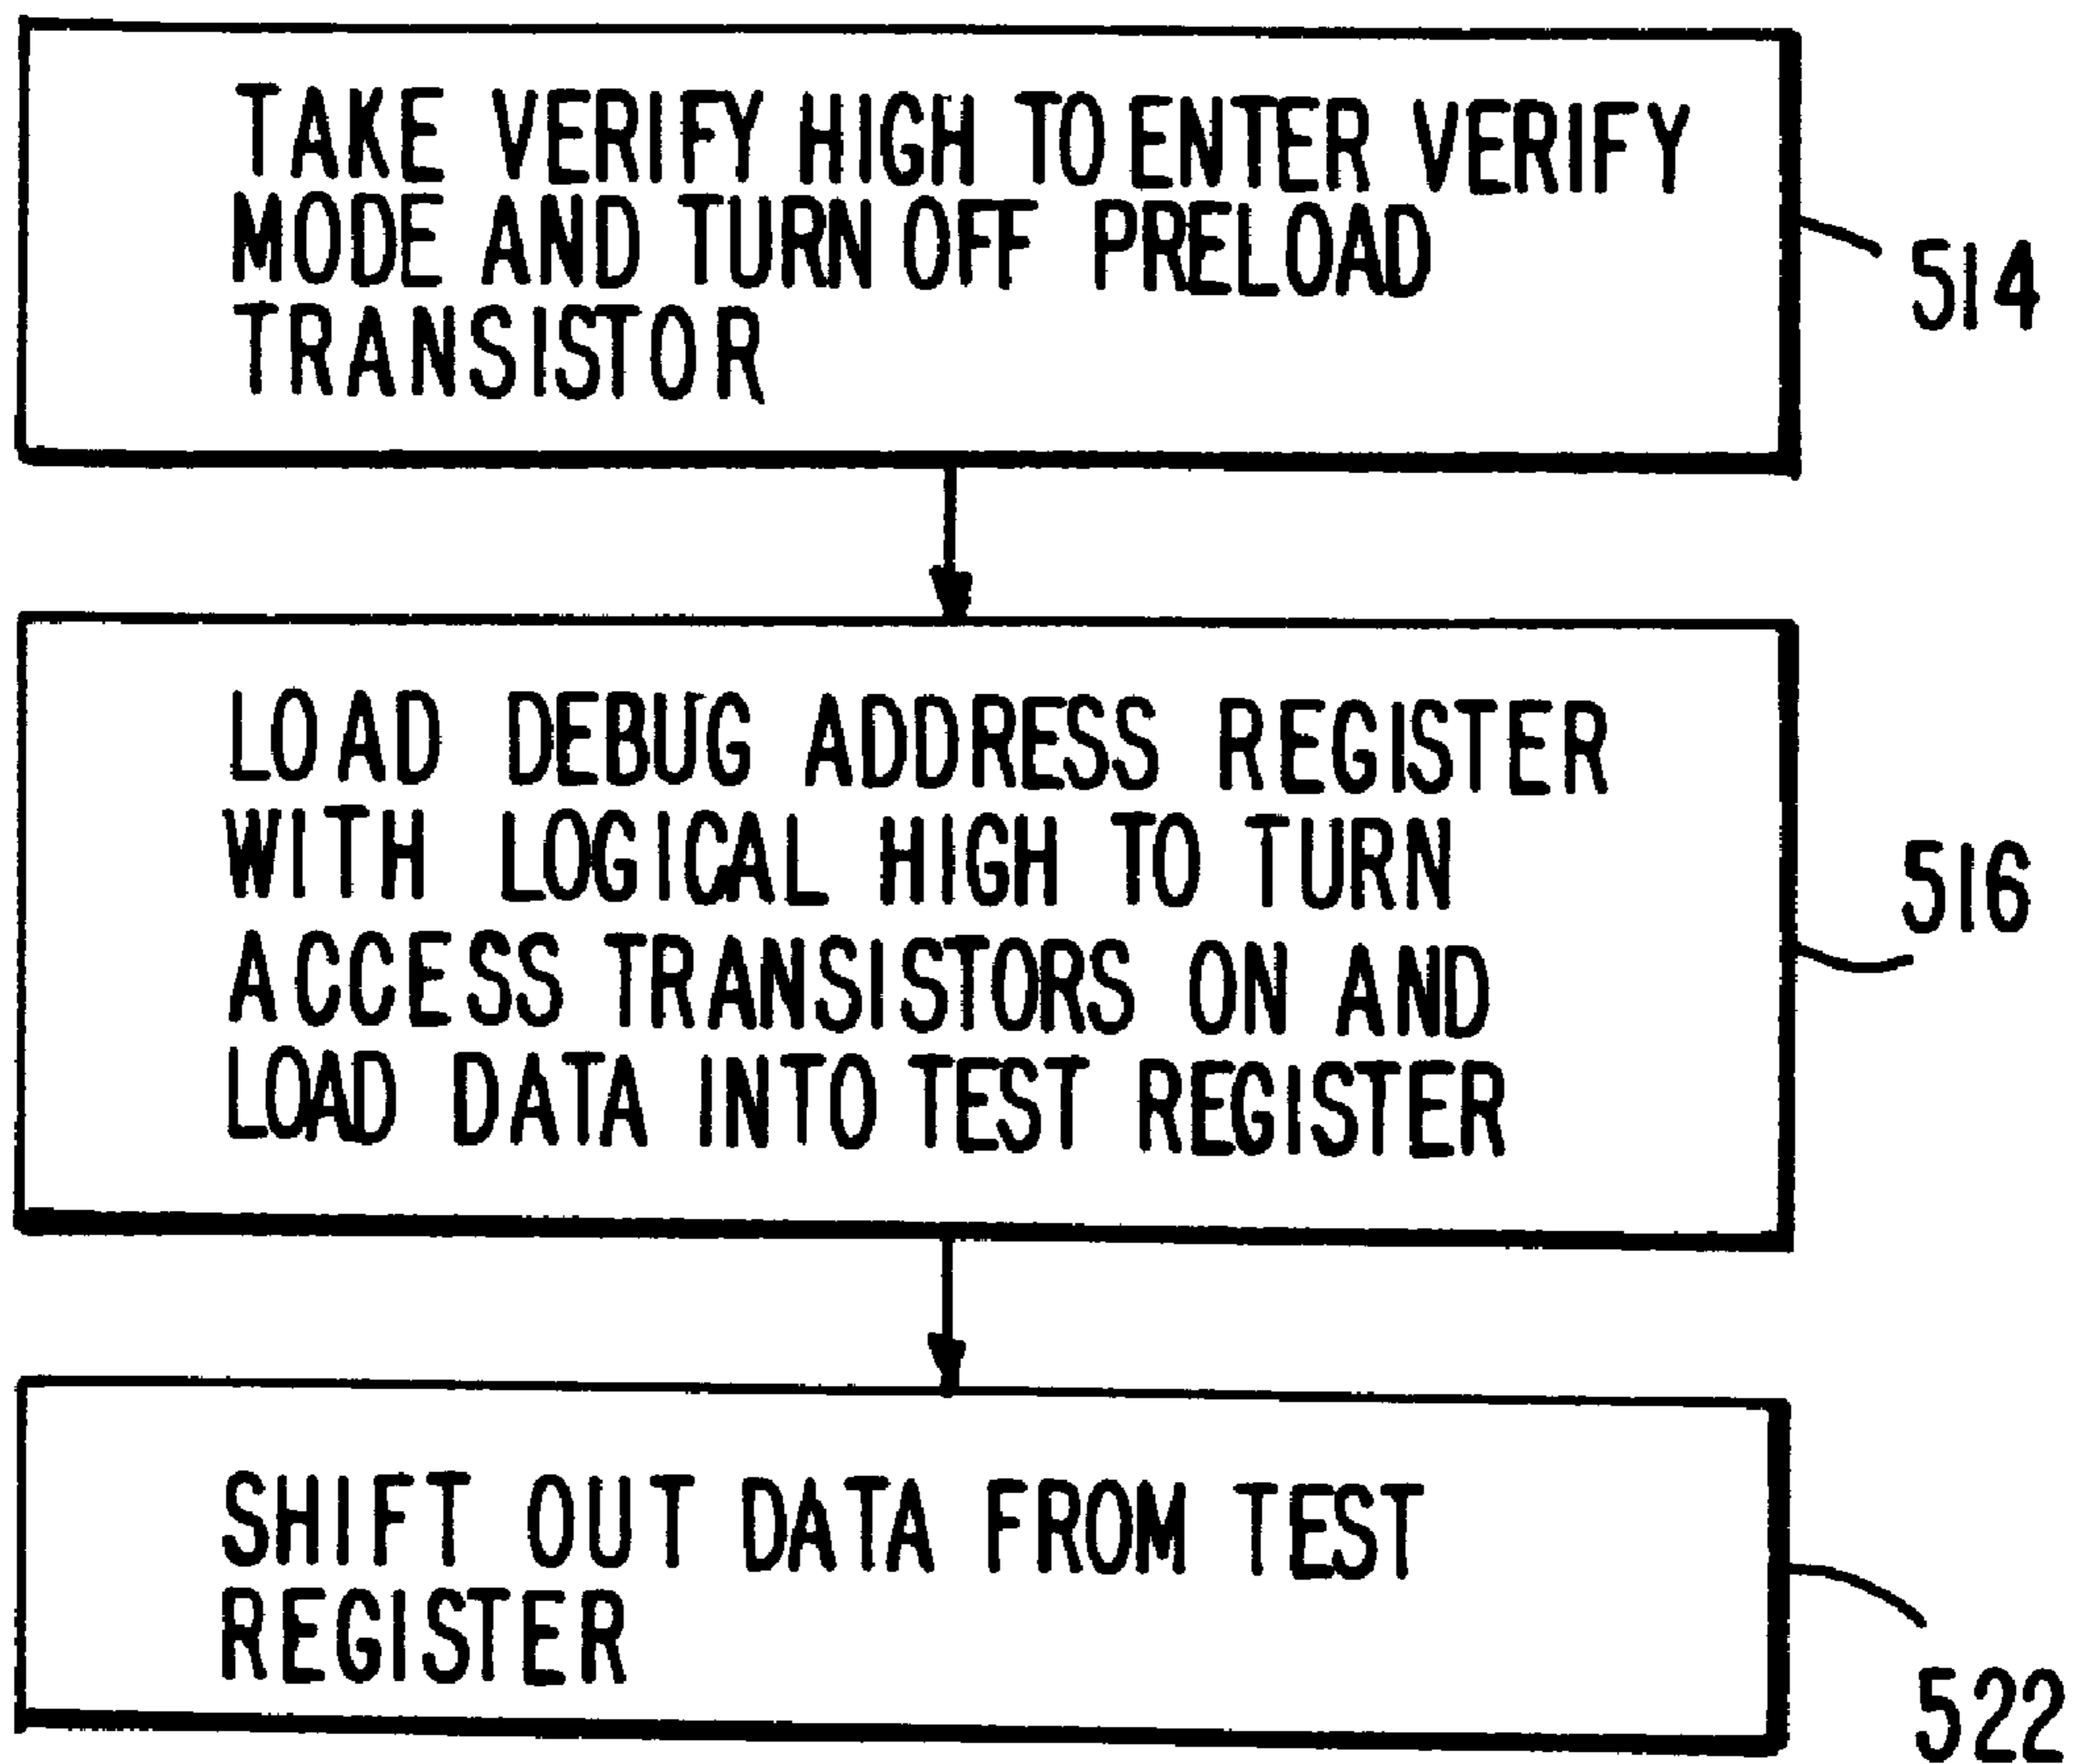 TAKE VERIFY HIGH TO ENTER VERIFY
MODE AND TURN OFF PRELOAD
TRANSISTOR
514
LOAD DEBUG ADDRESS REGISTER
WITH LOGICAL HIGH TO TURN
ACCESS TRANSISTORS ON AND
LOAD DATA INTO TEST REGISTER
516
SHIFT OUT DATA FROM TEST
REGISTER
522